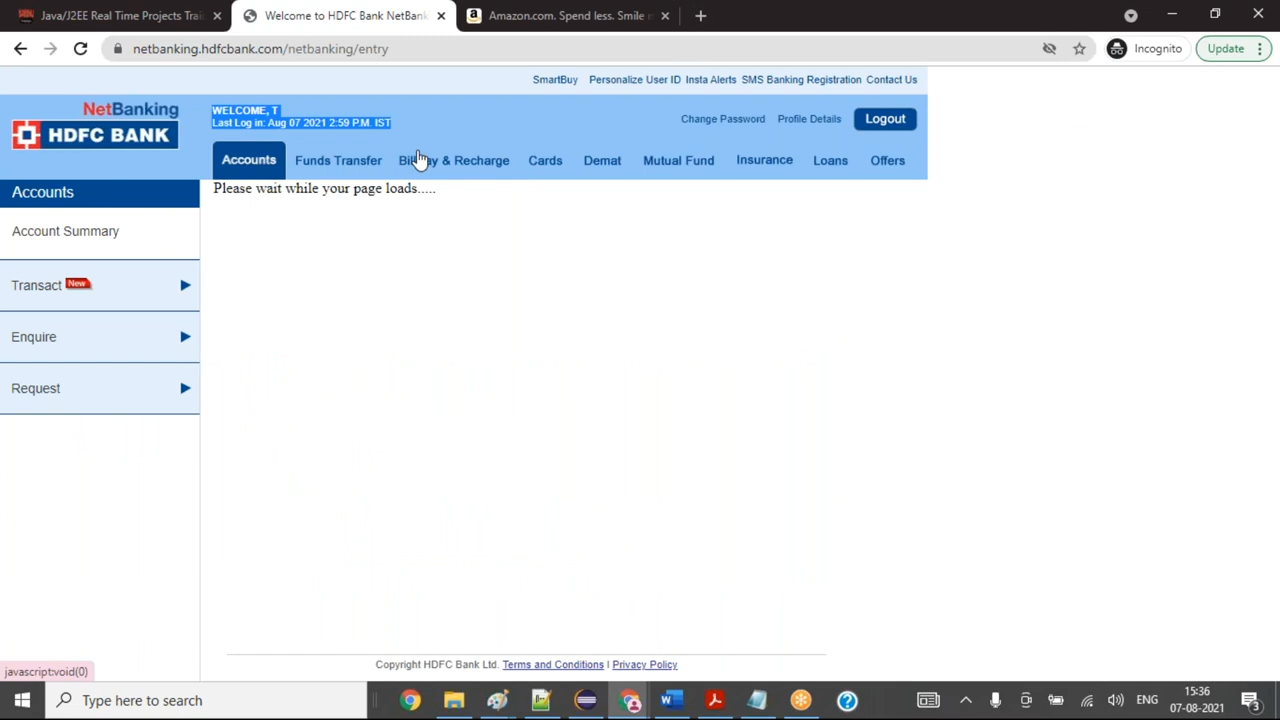 Java/J2EE Real Time Projects Trai
Welcome to HDFC Bank NetBank
Amazon.com. Spend less. Smile m
netbanking.hdfcbank.com/netbanking/entry
Incognito
Update
SmartBuy Personalize User ID Insta Alerts SMS Banking Registration Contact Us
NetBanking
HDFC BANK
WELCOME, T
Last Log in: Aug 07 2021 2:59 P.M. IST
Change Password Profile Details Logout
Accounts Funds Transfer & Recharge Cards Demat Mutual Fund Insurance Loans Offers
Accounts
Please wait while your page loads.....
Account Summary
Transact New
Enquire
Request
Copyright HDFC Bank Ltd. Terms and Conditions I Privacy Policy
javascript:void(0)
Type here to search
ENG
15:36
07-08-2021
3